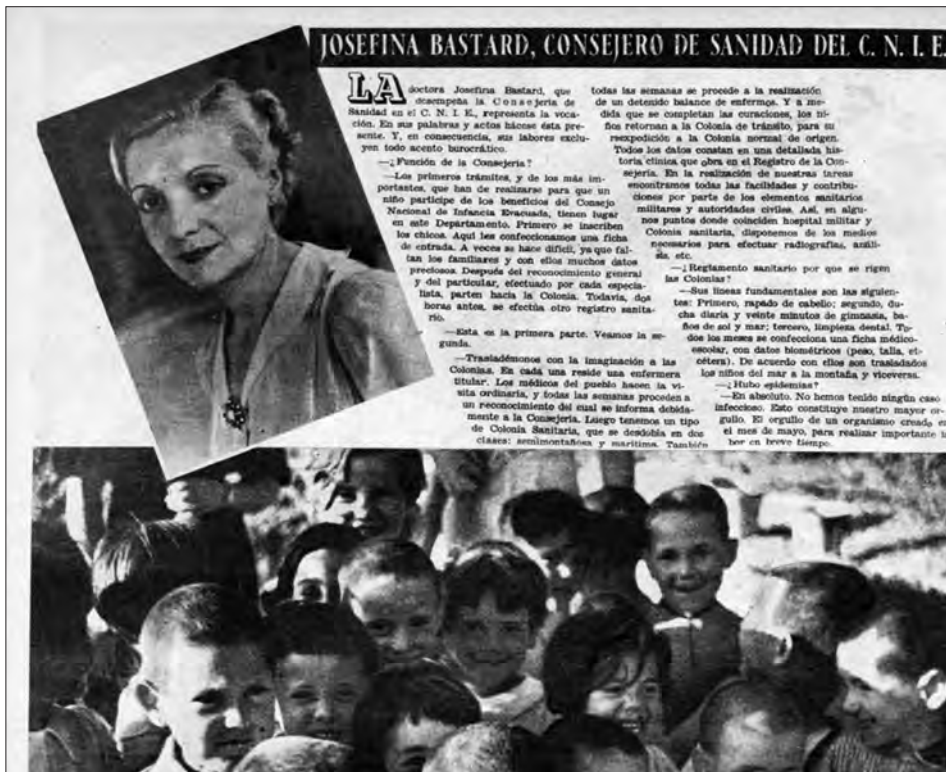 JOSEFINA BASTARD, CONSEJERO DE SANIDAD DEL C. N. I. E.
LA doctora Josefina Bastard, que
desempeña la Consejería de
Sanidad en el C. N. I. E., representa la voca-
ción. En sus palabras y actos hácese ésta pre-
sente. Y, en consecuencia, sus labores exclu-
yen todo acento burocrático.
—¿Función de la Consejería?
—Los primeros trámites, y de los más im-
portantes, que han de realizarse para que un
niño participe de los beneficios del Consejo
Nacional de Infancia Evacuada, tienen lugar
en este Departamento. Primero se inscriben
los chicos. Aquí les confeccionamos una ficha
de entrada. A veces se hace difícil, ya que fal-
tan los familiares y con ellos muchos datos
preciosos. Después del reconocimiento general
y del particular, efectuado por cada especia-
lista, parten hacia la Colonia. Todavía, dos
horas antes, se efectúa otro registro sanita-
rio.
—Esta es la primera parte. Veamos la se-
gunda.
—Trasladémonos con la imaginación a las
Colonias. En cada una reside una enfermera
titular. Los médicos del pueblo hacen la vi-
sita ordinaria, y todas las semanas proceden a
un reconocimiento del cual se informa debida-
mente a la Consejería. Luego tenemos un tipo
de Colonia Sanitaria, que se desdobla en dos
clases: semimontañosa y marítima. También
todas las semanas se procede a la realización
de un detenido balance de enfermos. Y a me-
dida que se completan las curaciones, los ni-
ños retornan a la Colonia de tránsito, para su
reexpedición a la Colonia normal de origen.
Todos los datos constan en una detallada his-
toria clínica que obra en el Registro de la Con-
sejería. En la realización de nuestras tareas
encontramos todas las facilidades y contribu-
ciones por parte de los elementos sanitarios
militares y autoridades civiles. Así, en algu-
nos puntos donde coinciden hospital militar y
Colonia sanitaria, disponemos de los medios
necesarios para efectuar radiografías, análi-
sis, etc.
—¿Reglamento sanitario por que se rigen
las Colonias?
—Sus líneas fundamentales son las siguien-
tes: Primero, rapado de cabello; segundo, du-
cha diaria y veinte minutos de gimnasia, ba-
ños de sol y mar; tercero, limpieza dental. To-
dos los meses se confecciona una ficha médico-
escolar, con datos biométricos (peso, talla, et-
cétera). De acuerdo con ellos son trasladados
los niños del mar a la montaña y viceversa.
—¿Hubo epidemias?
—En absoluto. No hemos tenido ningún caso
infeccioso. Esto constituye nuestro mayor or-
gullo. El orgullo de un organismo creado en
el mes de mayo, para realizar importante la-
bor en breve tiempo.